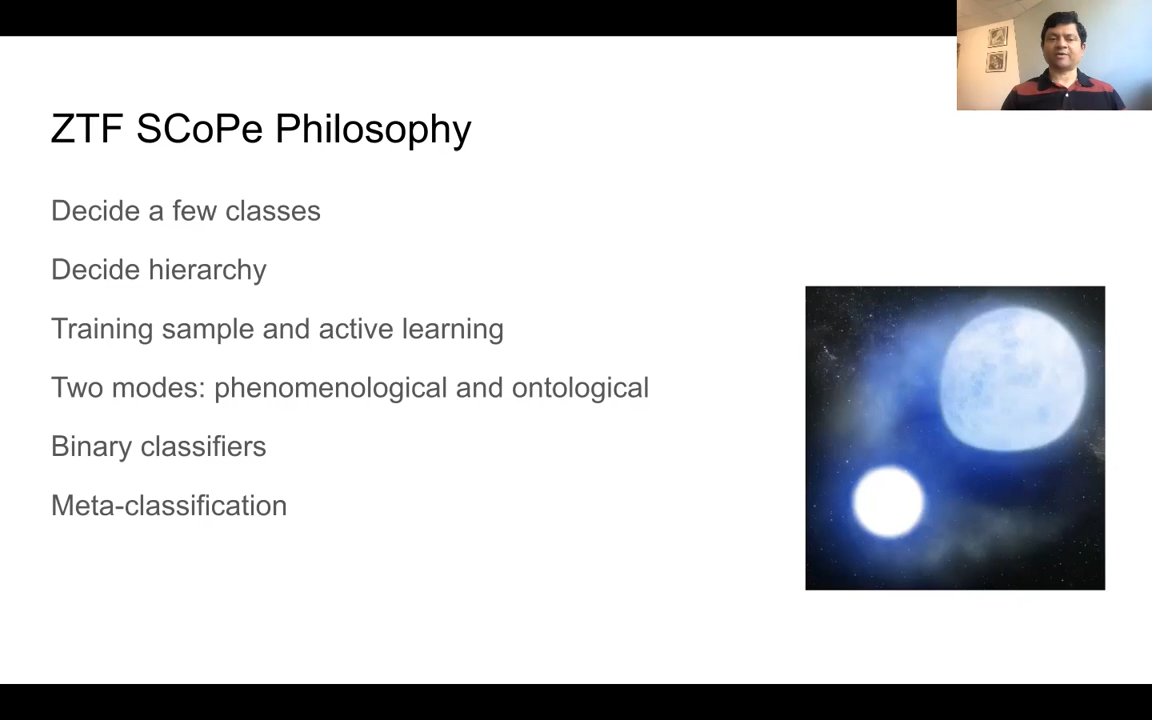 ZTF SCoPe Philosophy
Decide a few classes
Decide hierarchy
Training sample and active learning
Two modes: phenomenological and ontological
Binary classifiers
Meta-classification